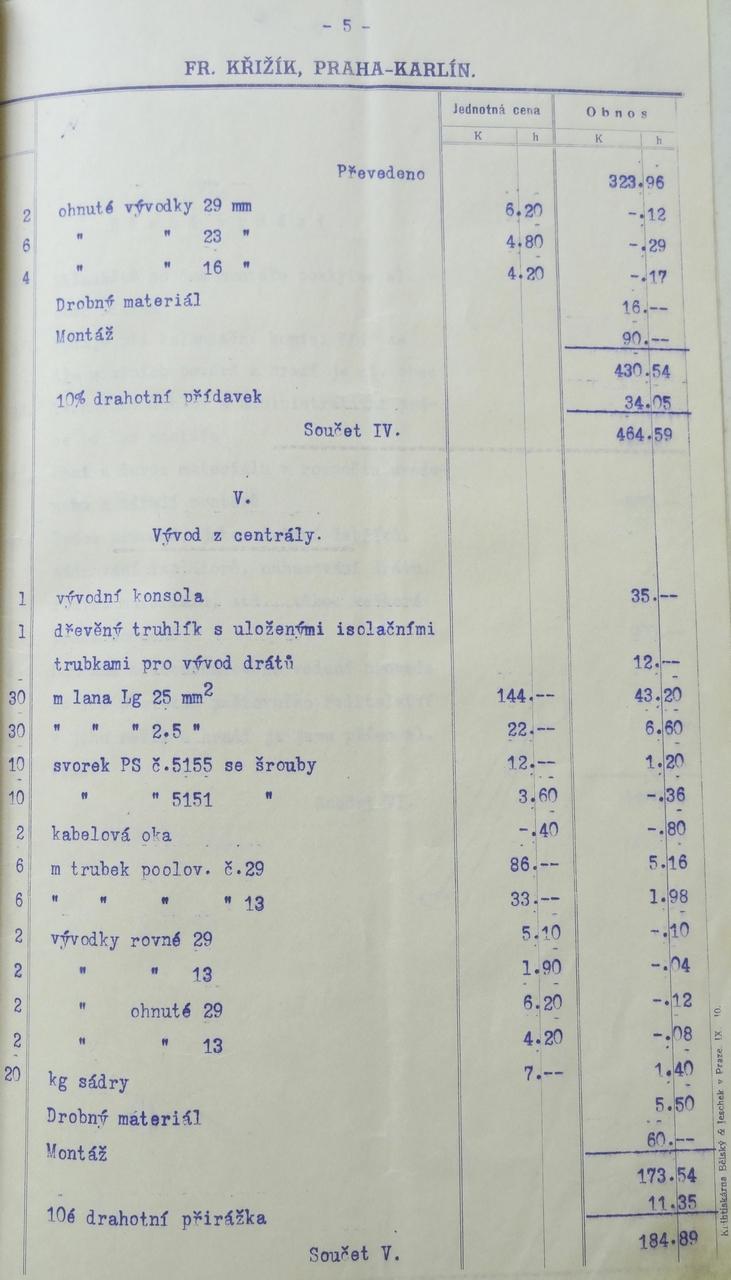 - 5 -
FR. KŘIŽÍK, PRAHA-KARLÍN.
Jednotná cena Obnos
K h K h
Převedeno 323.96
2 ohnuté vývodky 29 mm 6.20 -.12
6 " " 23 " 4.80 -.29
4 " " 16 " 4.20 -.17
Drobný materiál 16.--
Montáž 90.--
430.54
10% drahotní přídavek 34.05
Součet IV. 464.59
V.
Vývod z centrály.
1 vývodní konsola 35.--
1 dřevěný truhlík s uloženými isolačními
trubkami pro vývod drátů 12.--
30 m lana Lg 25 mm2 144.-- 43.20
30 " " " 2.5 " 22.-- 6.60
10 svorek PS č.5155 se šrouby 12.-- 1.20
10 " " 5151 " 3.60 -.36
2 kabelová oka -.40 -.80
6 m trubek poolov. č.29 86.-- 5.16
6 " " " " 13 33.-- 1.98
2 vývodky rovné 29 5.10 -.10
2 " " 13 1.90 -.04
2 " ohnuté 29 6.20 -.12
2 " " 13 4.20 -.08
20 kg sádry 7.-- 1.40
Drobný materiál 5.50
Montáž 60.--
173.54
10é drahotní přirážka 11.35
Součet V. 184.89
Knihtiskárna Bělský & Jeschek v Praze. IX